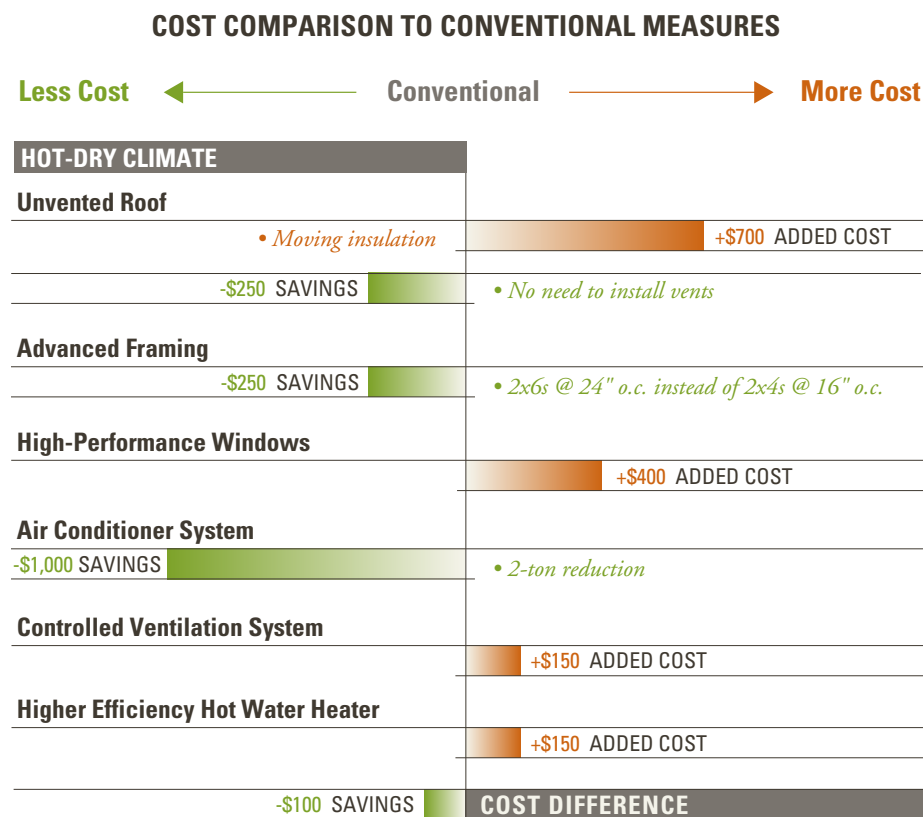 COST COMPARISON TO CONVENTIONAL MEASURES
Less Cost Conventional More Cost
HOT-DRY CLIMATE
Unvented Roof
• Moving insulation +$700 ADDED COST
-$250 SAVINGS • No need to install vents
Advanced Framing
-$250 SAVINGS • 2x6s @ 24" o.c. instead of 2x4s @ 16" o.c.
High-Performance Windows
+$400 ADDED COST
Air Conditioner System
-$1,000 SAVINGS • 2-ton reduction
Controlled Ventilation System
+$150 ADDED COST
Higher Efficiency Hot Water Heater
+$150 ADDED COST
-$100 SAVINGS COST DIFFERENCE